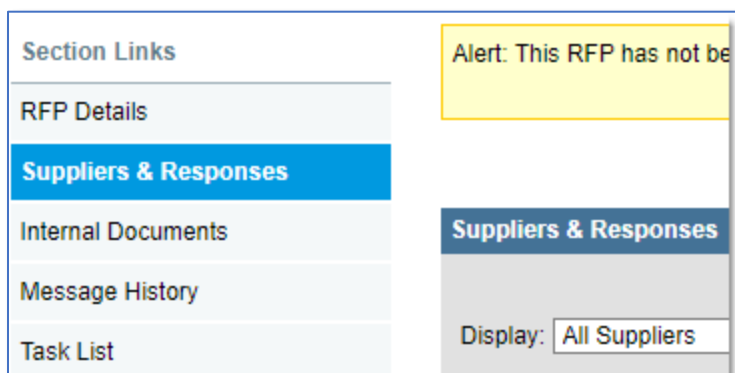 Section Links
RFP Details
Suppliers & Responses
Internal Documents
Message History
Task List
Alert: This RFP has not be
Suppliers & Responses
Display: All Suppliers